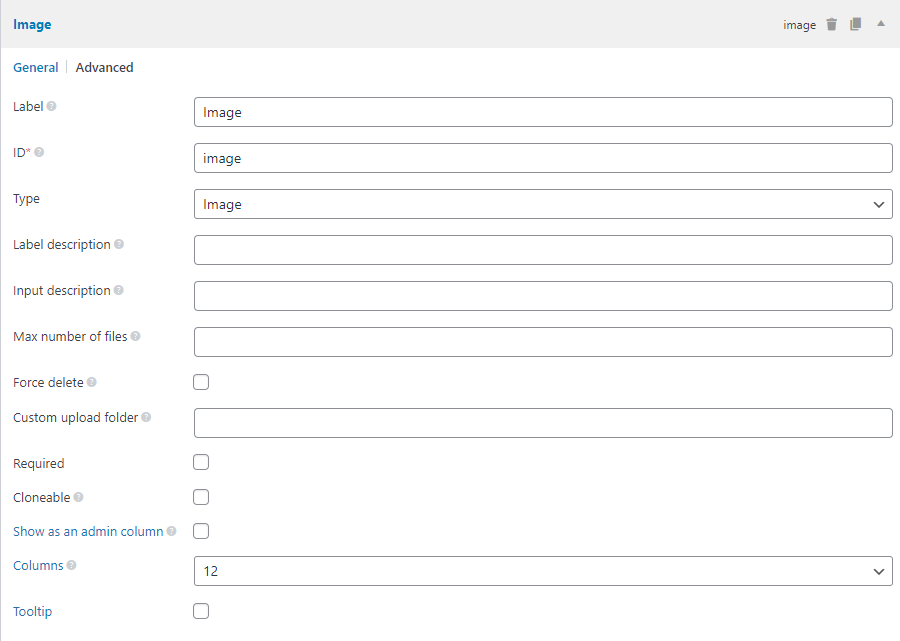 Image image
General Advanced
Label ?
Image
ID* ?
image
Type
Image
Label description ?
Input description ?
Max number of files ?
Force delete ?
Custom upload folder ?
Required
Cloneable ?
Show as an admin column ?
Columns ?
12
Tooltip